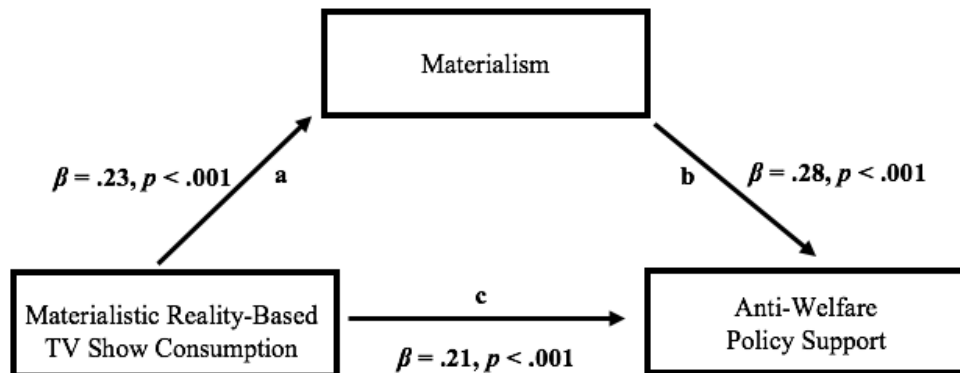 Materialism
β = .23, p < .001
a
b
β = .28, p < .001
Materialistic Reality-Based
TV Show Consumption
c
β = .21, p < .001
Anti-Welfare
Policy Support